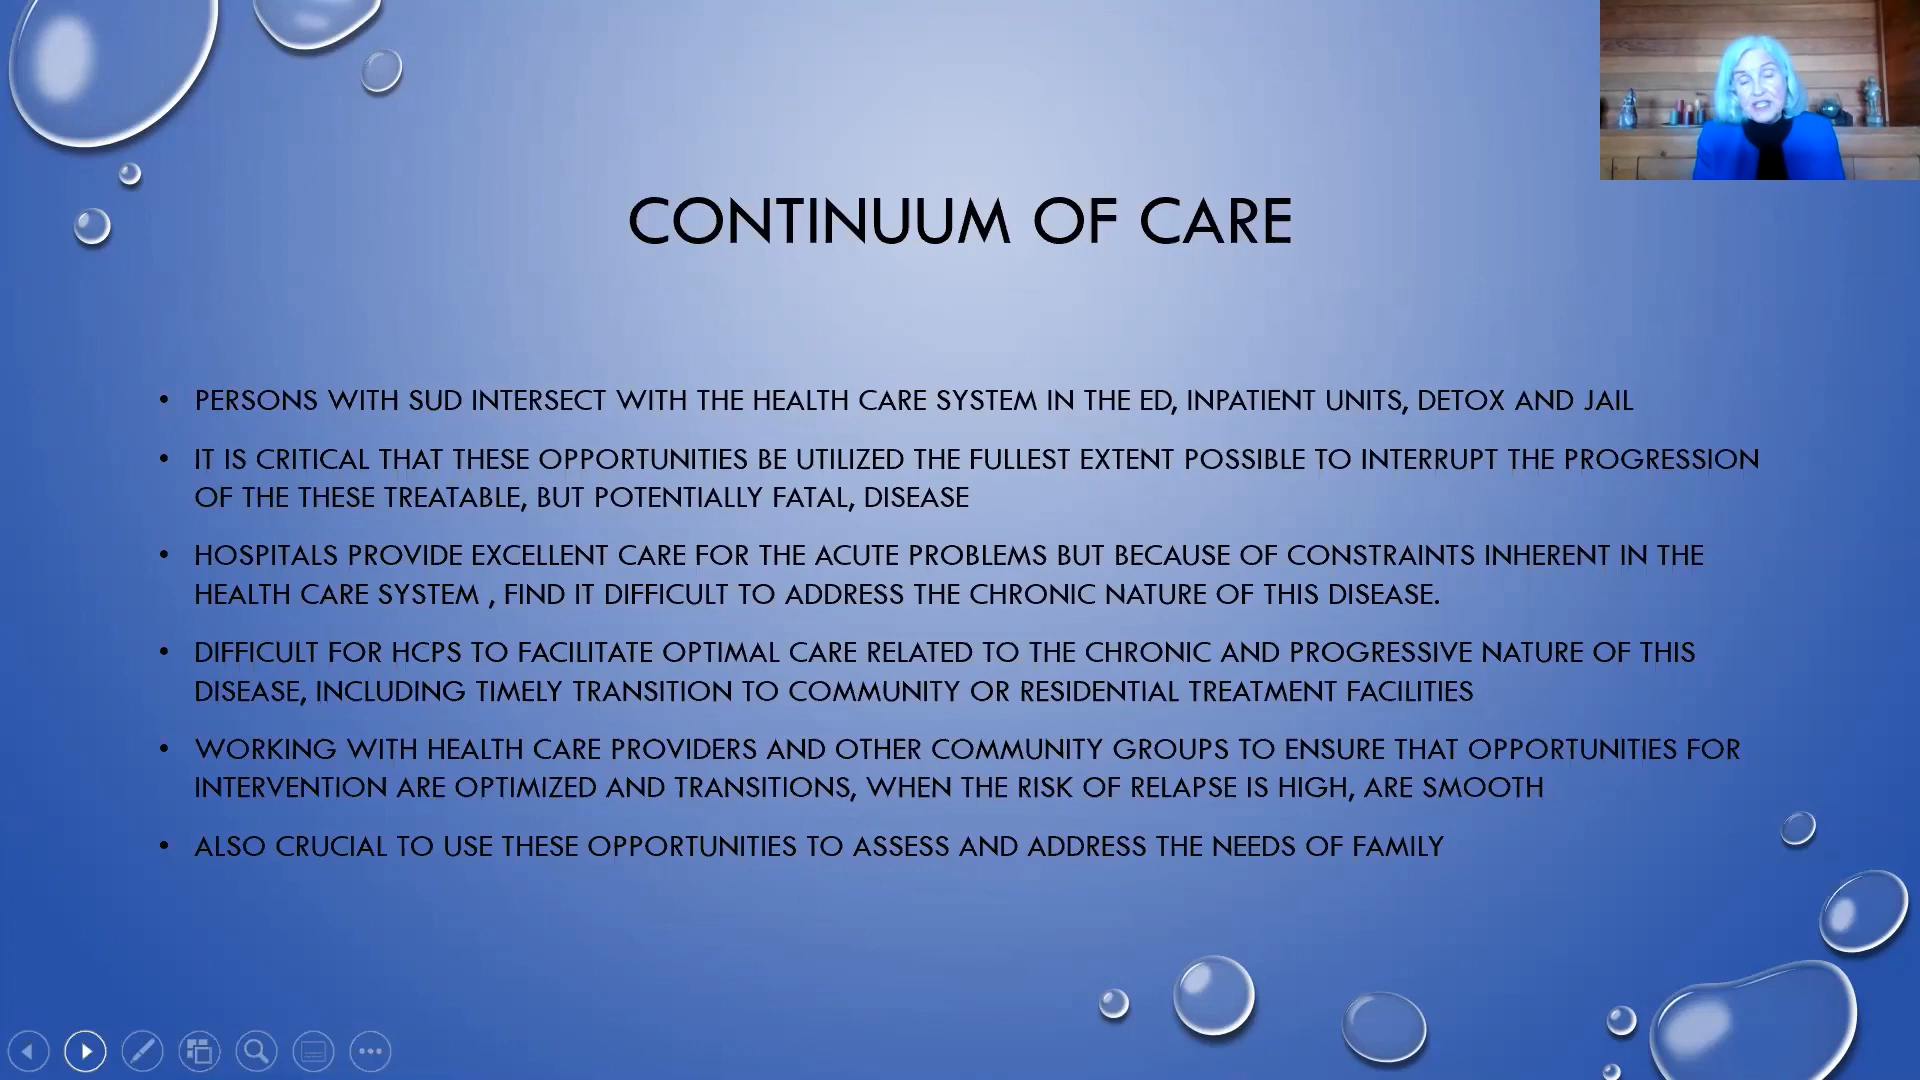 CONTINUUM OF CARE
• PERSONS WITH SUD INTERSECT WITH THE HEALTH CARE SYSTEM IN THE ED, INPATIENT UNITS, DETOX AND JAIL
• IT IS CRITICAL THAT THESE OPPORTUNITIES BE UTILIZED THE FULLEST EXTENT POSSIBLE TO INTERRUPT THE PROGRESSION
OF THE THESE TREATABLE, BUT POTENTIALLY FATAL, DISEASE
• HOSPITALS PROVIDE EXCELLENT CARE FOR THE ACUTE PROBLEMS BUT BECAUSE OF CONSTRAINTS INHERENT IN THE
HEALTH CARE SYSTEM , FIND IT DIFFICULT TO ADDRESS THE CHRONIC NATURE OF THIS DISEASE.
• DIFFICULT FOR HCPS TO FACILITATE OPTIMAL CARE RELATED TO THE CHRONIC AND PROGRESSIVE NATURE OF THIS
DISEASE, INCLUDING TIMELY TRANSITION TO COMMUNITY OR RESIDENTIAL TREATMENT FACILITIES
• WORKING WITH HEALTH CARE PROVIDERS AND OTHER COMMUNITY GROUPS TO ENSURE THAT OPPORTUNITIES FOR
INTERVENTION ARE OPTIMIZED AND TRANSITIONS, WHEN THE RISK OF RELAPSE IS HIGH, ARE SMOOTH
• ALSO CRUCIAL TO USE THESE OPPORTUNITIES TO ASSESS AND ADDRESS THE NEEDS OF FAMILY